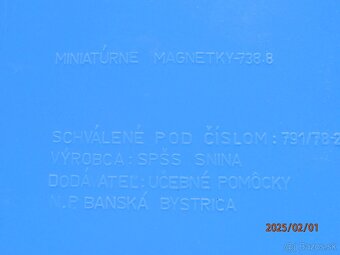 MINIATÚRNE MAGNETKY-738.8
SCHVÁLENÉ POD ČÍSLOM: 791/78-2
VÝROBCA: SPŠS SNINA
DODÁVATEĽ: UČEBNÉ POMÔCKY
N.P. BANSKÁ BYSTRICA
2025/02/01